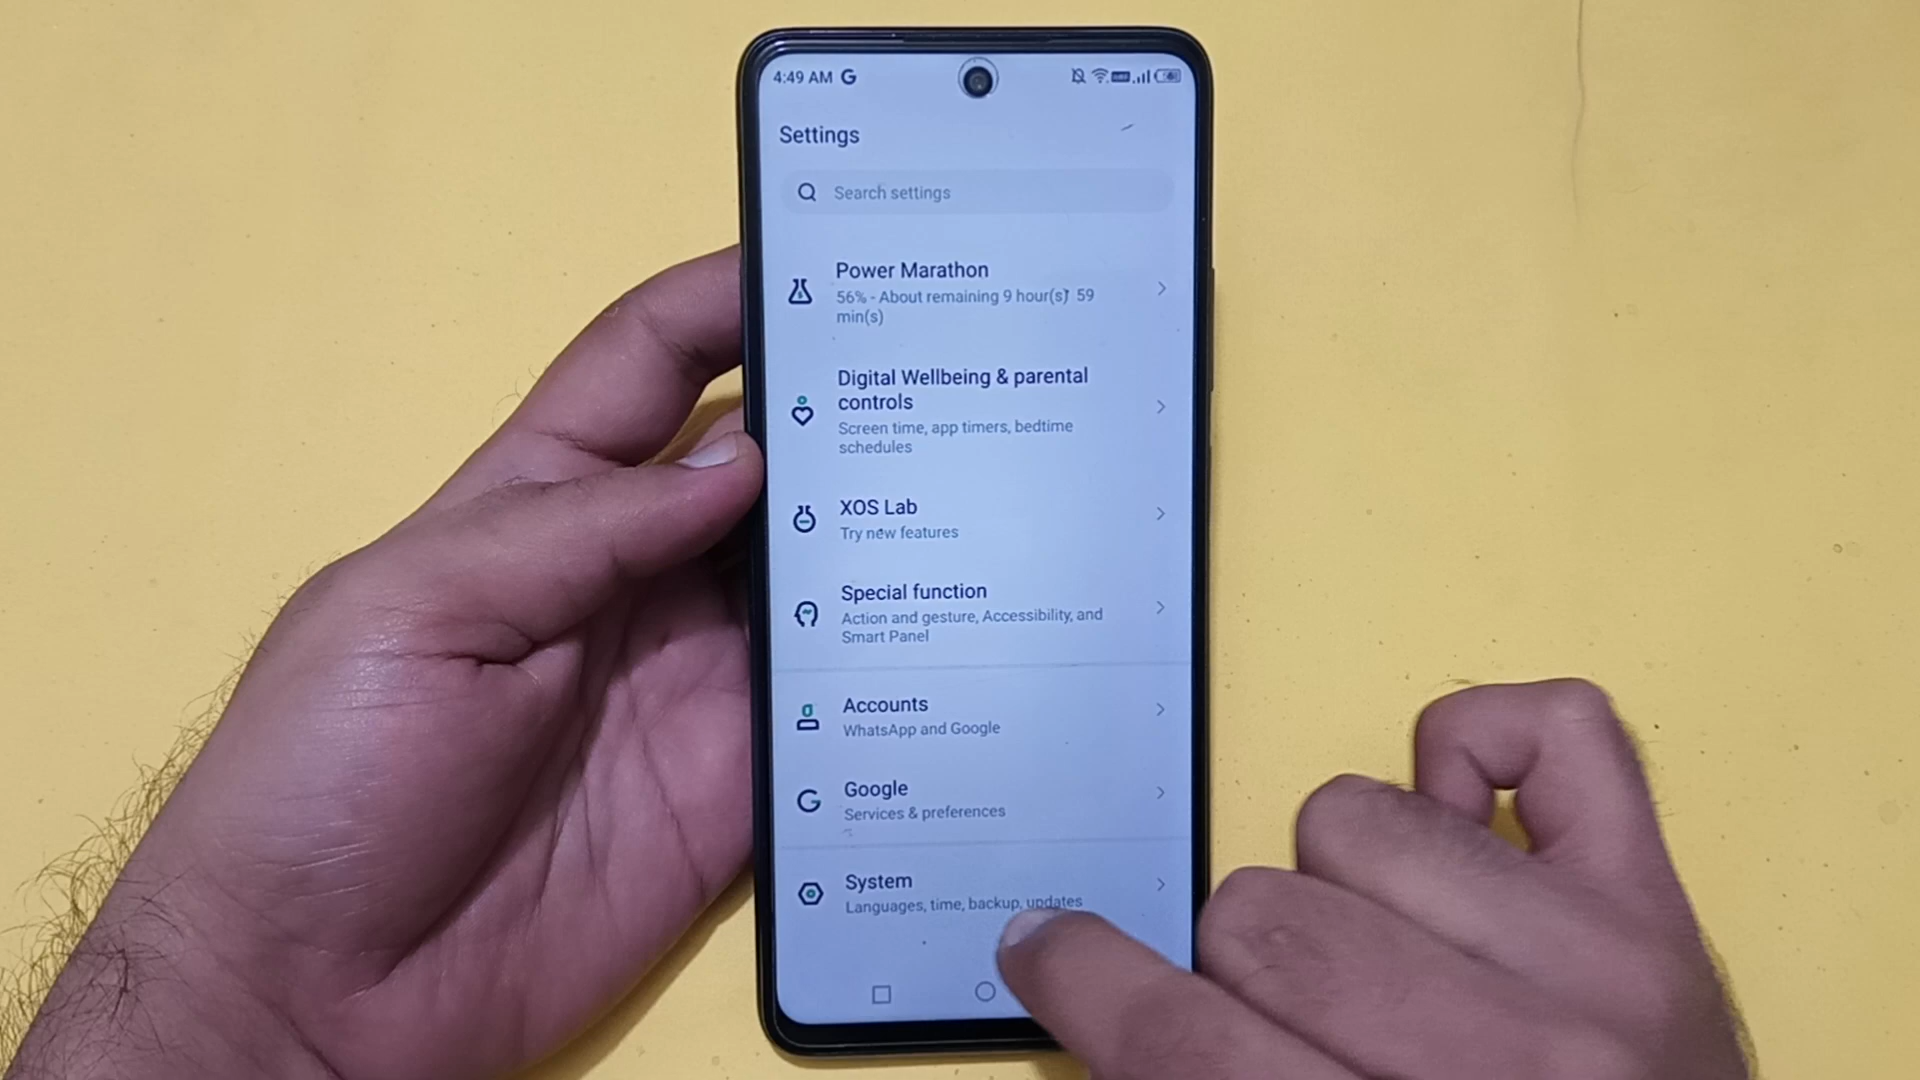 4:49 AM G
Settings
Search settings
Power Marathon
56% - About remaining 9 hour(s) 59
min(s)
Digital Wellbeing & parental
controls
Screen time, app timers, bedtime
schedules
XOS Lab
Try new features
Special function
Action and gesture, Accessibility, and
Smart Panel
Accounts
WhatsApp and Google
Google
Services & preferences
System
Languages, time, backup, updates